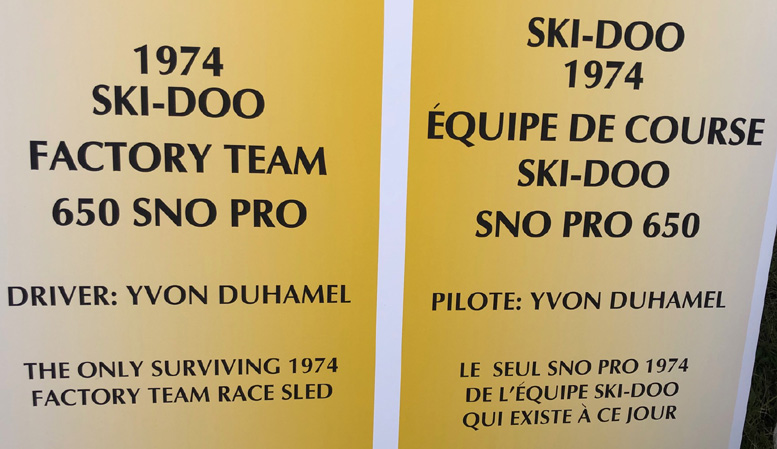 1974
SKI-DOO
FACTORY TEAM
650 SNO PRO
DRIVER: YVON DUHAMEL
THE ONLY SURVIVING 1974
FACTORY TEAM RACE SLED
SKI-DOO
1974
ÉQUIPE DE COURSE
SKI-DOO
SNO PRO 650
PILOTE: YVON DUHAMEL
LE SEUL SNO PRO 1974
DE L'ÉQUIPE SKI-DOO
QUI EXISTE À CE JOUR